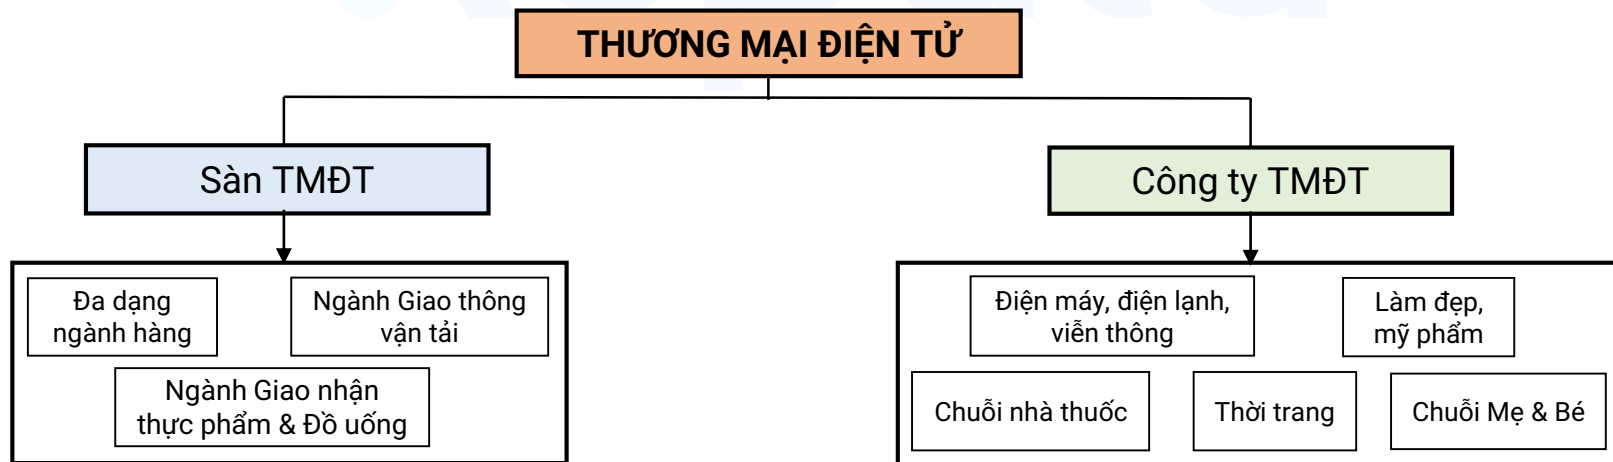 THƯƠNG MẠI ĐIỆN TỬ
Sàn TMĐT
Công ty TMĐT
Đa dạng
ngành hàng
Ngành Giao thông
vận tải
Ngành Giao nhận
thực phẩm & Đồ uống
Điện máy, điện lạnh,
viễn thông
Làm đẹp,
mỹ phẩm
Chuỗi nhà thuốc
Thời trang
Chuỗi Mẹ & Bé